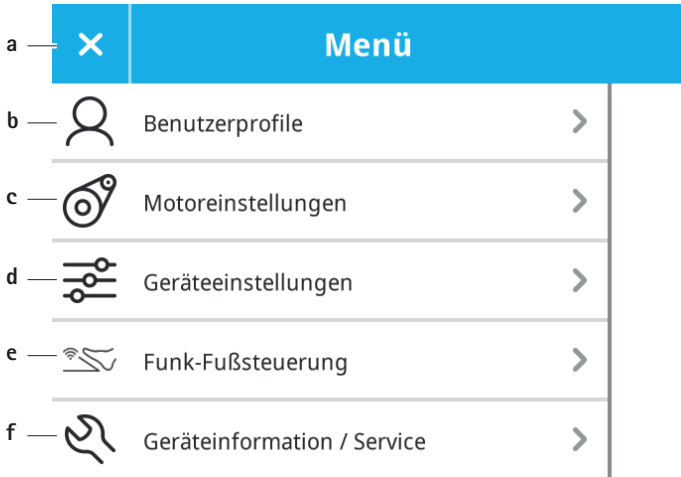 a
Menü
b Benutzerprofile
c Motoreinstellungen
d Geräteeinstellungen
e Funk-Fußsteuerung
f Geräteinformation / Service